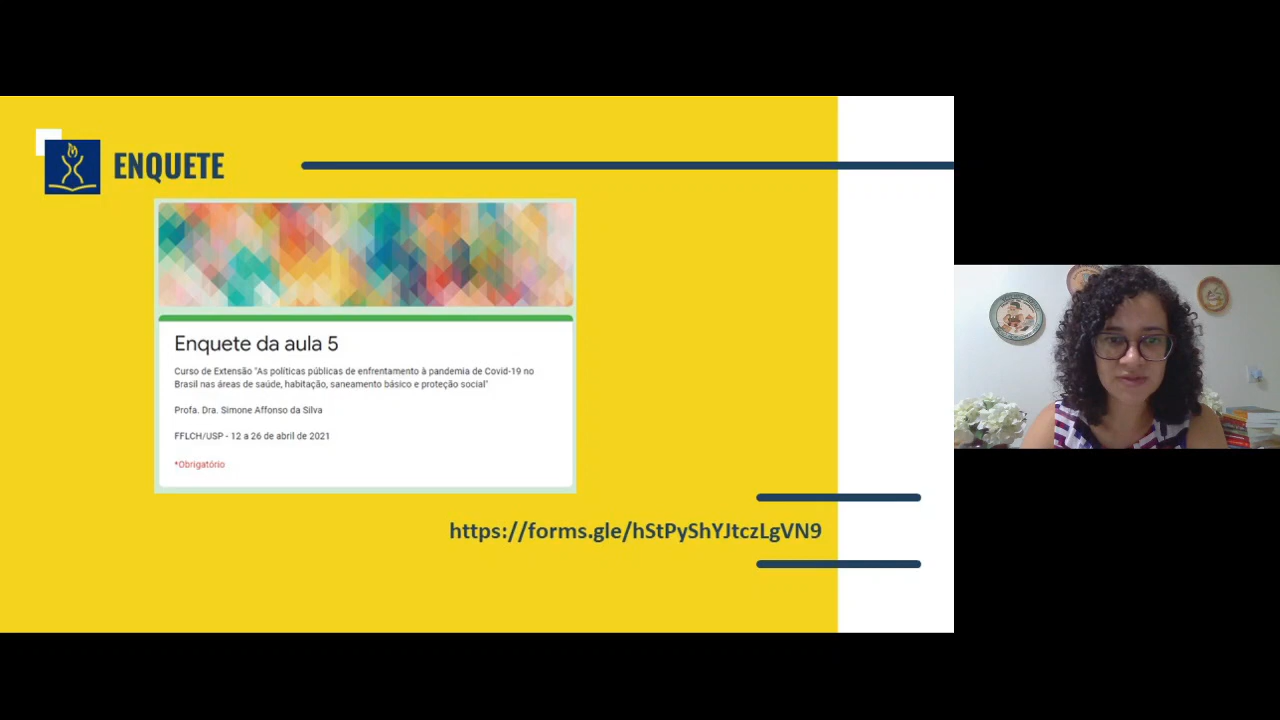 ENQUETE
Enquete da aula 5
Curso de Extensão "As políticas públicas de enfrentamento à pandemia de Covid-19 no
Brasil nas áreas de saúde, habitação, saneamento básico e proteção social"
Profa. Dra. Simone Affonso da Silva
FFLCH/USP - 12 a 26 de abril de 2021
*Obrigatório
https://forms.gle/hStPyShYJtczLgVN9